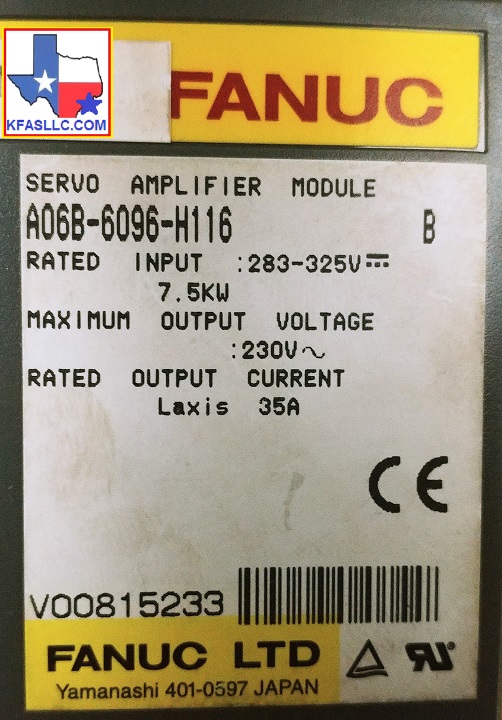 KFASLLC.COM
FANUC
SERVO AMPLIFIER MODULE
A06B-6096-H116 B
RATED INPUT :283-325V⎓
7.5KW
MAXIMUM OUTPUT VOLTAGE
:230V～
RATED OUTPUT CURRENT
Laxis 35A
CE
V00815233
FANUC LTD
Yamanashi 401-0597 JAPAN